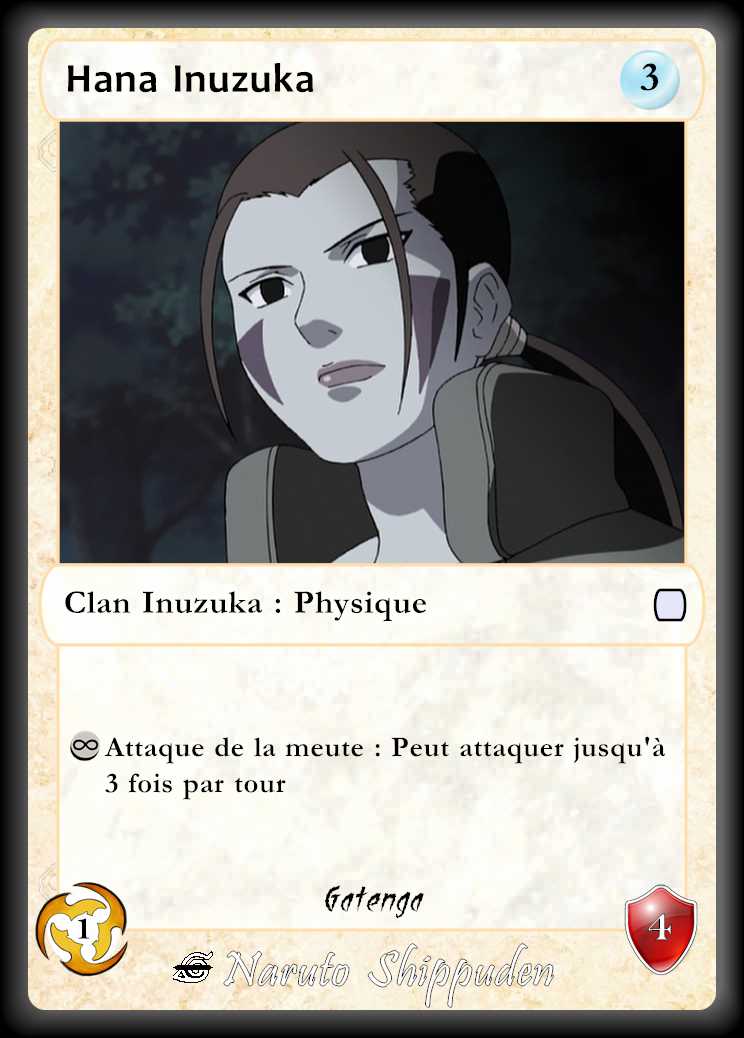 Hana Inuzuka
3
Clan Inuzuka : Physique
∞ Attaque de la meute : Peut attaquer jusqu'à
3 fois par tour
Gatenga
1
4
Naruto Shippuden